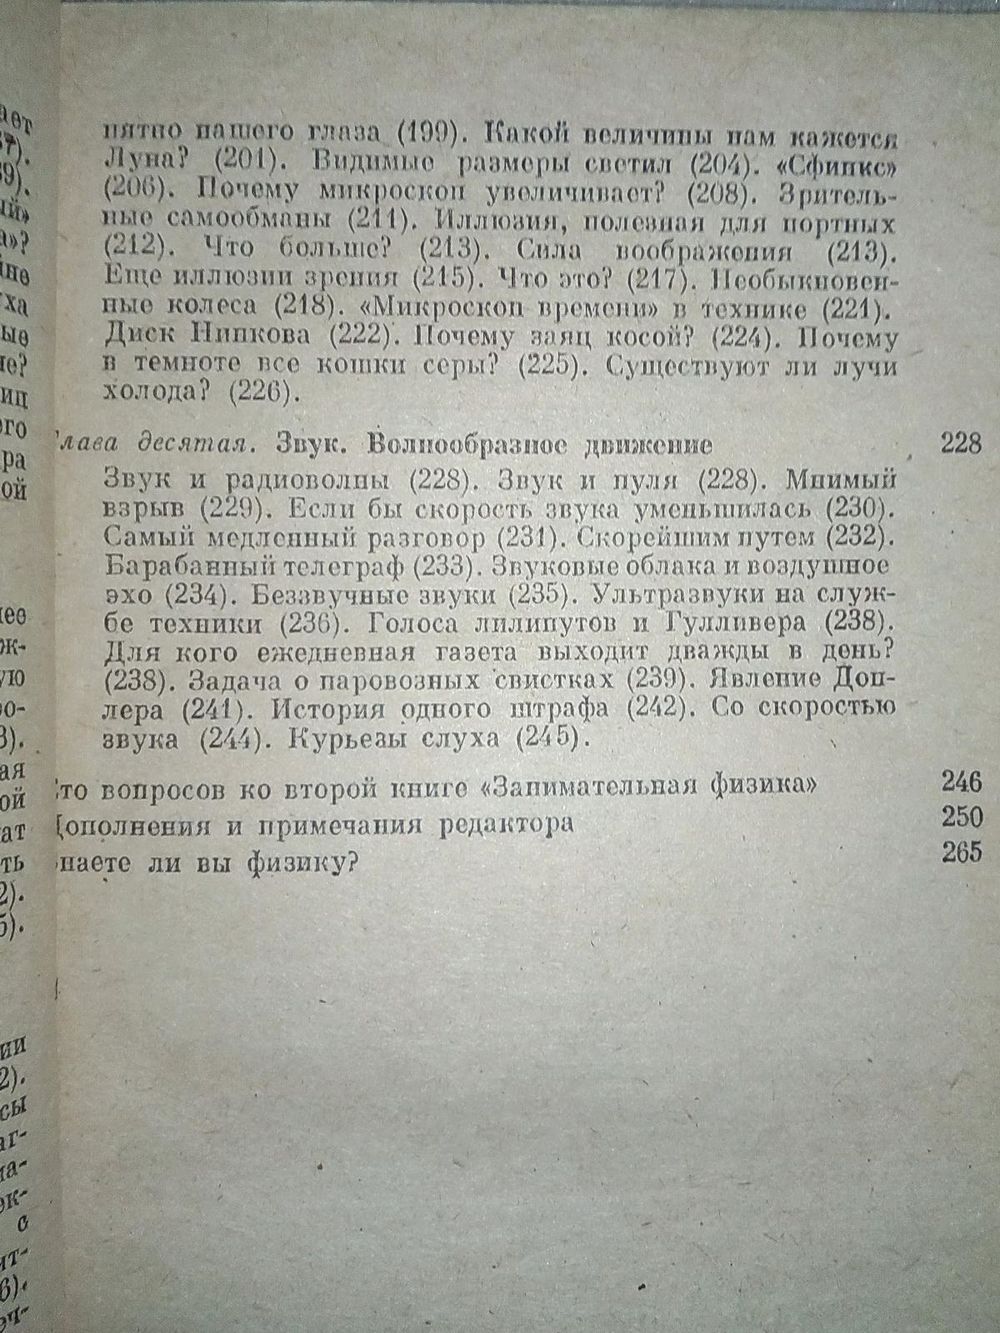 пятно нашего глаза (199). Какой величины нам кажется
Луна? (201). Видимые размеры светил (204). «Сфинкс»
(206). Почему микроскоп увеличивает? (208). Зритель-
ные самообманы (211). Иллюзия, полезная для портных
(212). Что больше? (213). Сила воображения (213).
Еще иллюзии зрения (215). Что это? (217). Необыкновен-
ные колеса (218). «Микроскоп времени» в технике (221).
Диск Нипкова (222). Почему заяц косой? (224). Почему
в темноте все кошки серы? (225). Существуют ли лучи
холода? (226).
лава десятая. Звук. Волнообразное движение 228
Звук и радиоволны (228). Звук и пуля (228). Мнимый
взрыв (229). Если бы скорость звука уменьшилась (230).
Самый медленный разговор (231). Скорейшим путем (232).
Барабанный телеграф (233). Звуковые облака и воздушное
эхо (234). Беззвучные звуки (235). Ультразвуки на служ-
бе техники (236). Голоса лилипутов и Гулливера (238).
Для кого ежедневная газета выходит дважды в день?
(238). Задача о паровозных свистках (239). Явление Доп-
лера (241). История одного штрафа (242). Со скоростью
звука (244). Курьезы слуха (245).
Сто вопросов ко второй книге «Занимательная физика» 246
Дополнения и примечания редактора 250
наете ли вы физику? 265